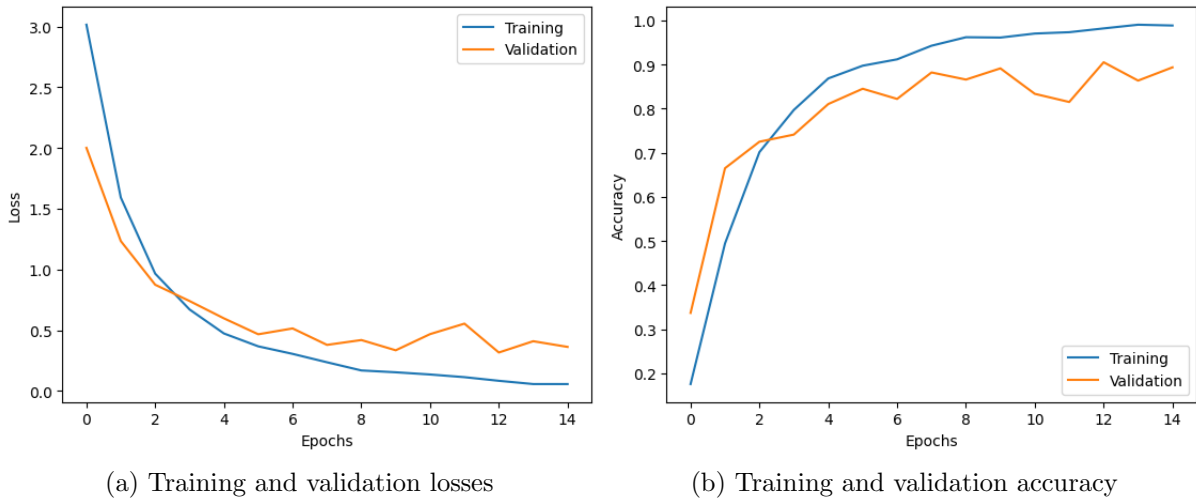 3.0
2.5
2.0
1.5
1.0
0.5
0.0
Loss
0 2 4 6 8 10 12 14
Epochs
Training
Validation
(a) Training and validation losses
1.0
0.9
0.8
0.7
0.6
0.5
0.4
0.3
0.2
Accuracy
0 2 4 6 8 10 12 14
Epochs
Training
Validation
(b) Training and validation accuracy